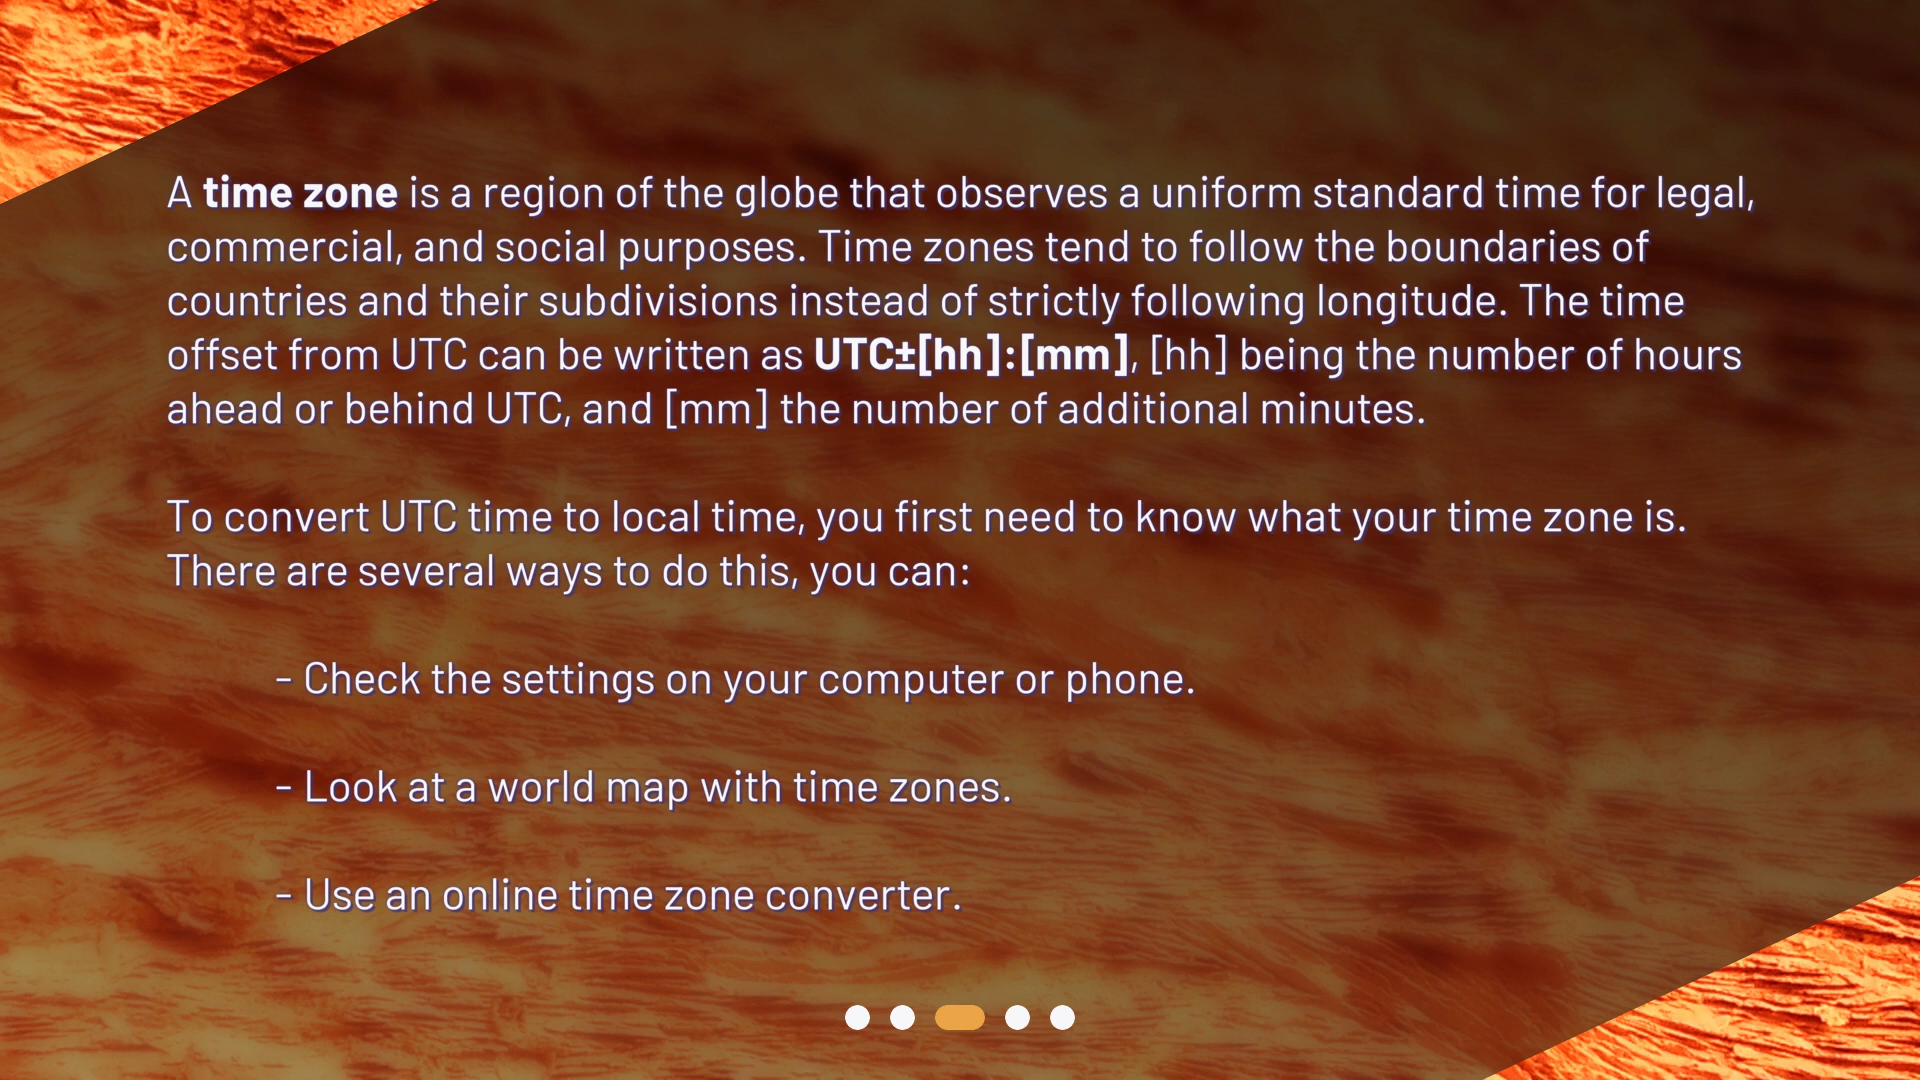 A time zone is a region of the globe that observes a uniform standard time for legal,
commercial, and social purposes. Time zones tend to follow the boundaries of
countries and their subdivisions instead of strictly following longitude. The time
offset from UTC can be written as UTC±[hh]:[mm], [hh] being the number of hours
ahead or behind UTC, and [mm] the number of additional minutes.
To convert UTC time to local time, you first need to know what your time zone is.
There are several ways to do this, you can:
- Check the settings on your computer or phone.
- Look at a world map with time zones.
- Use an online time zone converter.